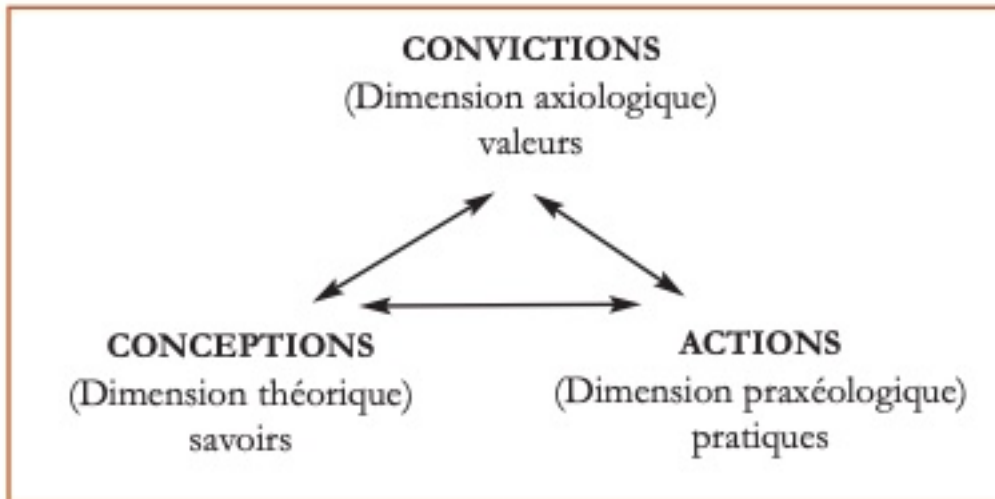 CONVICTIONS
(Dimension axiologique)
valeurs
CONCEPTIONS
(Dimension théorique)
savoirs
ACTIONS
(Dimension praxéologique)
pratiques